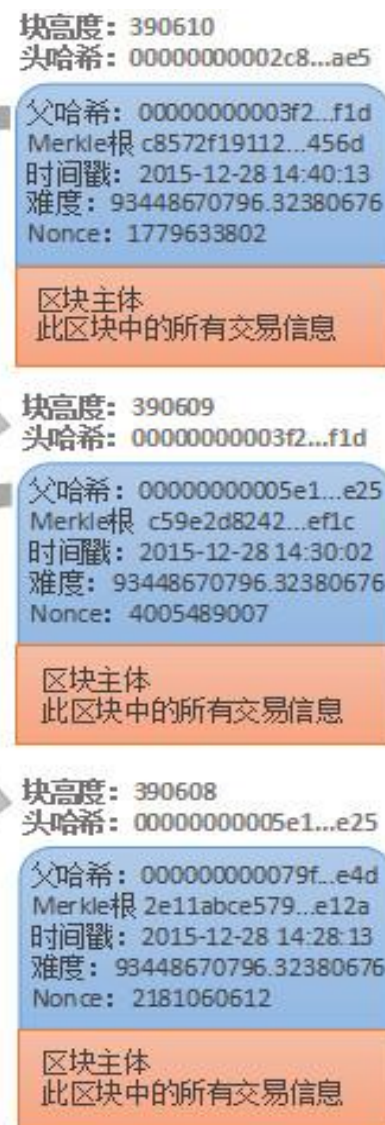 块高度：390610
头哈希：00000000002c8...ae5
父哈希：00000000003f2...f1d
Merkle根 c8572f19112...456d
时间戳：2015-12-28 14:40:13
难度：93448670796.32380676
Nonce：1779633802
区块主体
此区块中的所有交易信息
块高度：390609
头哈希：00000000003f2...f1d
父哈希：00000000005e1...e25
Merkle根 c59e2d8242...ef1c
时间戳：2015-12-28 14:30:02
难度：93448670796.32380676
Nonce：4005489007
区块主体
此区块中的所有交易信息
块高度：390608
头哈希：00000000005e1...e25
父哈希：000000000079f...e4d
Merkle根 2e11abce579...e12a
时间戳：2015-12-28 14:28:13
难度：93448670796.32380676
Nonce：2181060612
区块主体
此区块中的所有交易信息